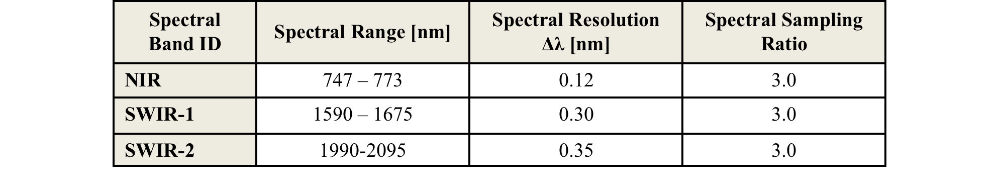 Spectral Band ID Spectral Range [nm] Spectral Resolution Δλ [nm] Spectral Sampling Ratio
NIR 747 – 773 0.12 3.0
SWIR-1 1590 – 1675 0.30 3.0
SWIR-2 1990-2095 0.35 3.0